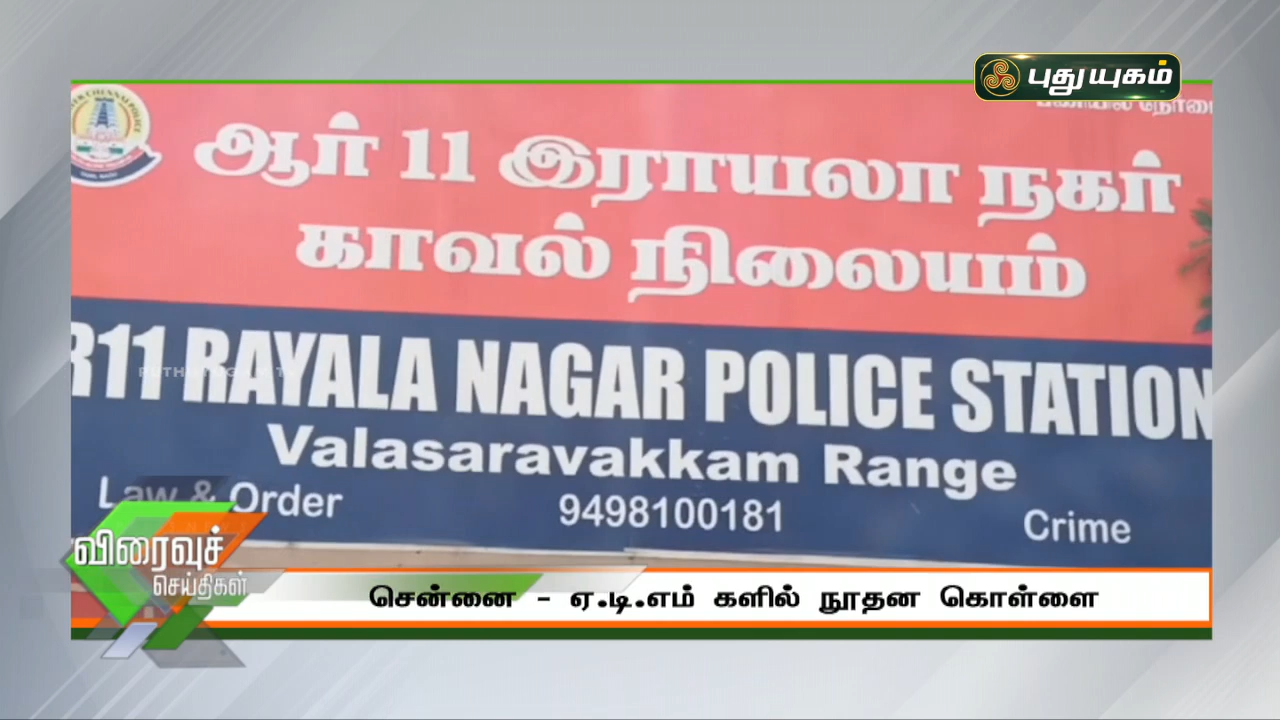 புதுயுகம்
ஆர் 11 இராயலா நகர்
காவல் நிலையம்
R11 RAYALA NAGAR POLICE STATION
Valasaravakkam Range
Law & Order 9498100181 Crime
விரைவுச்
செய்திகள்
சென்னை - ஏ.டி.எம் களில் நூதன கொள்ளை